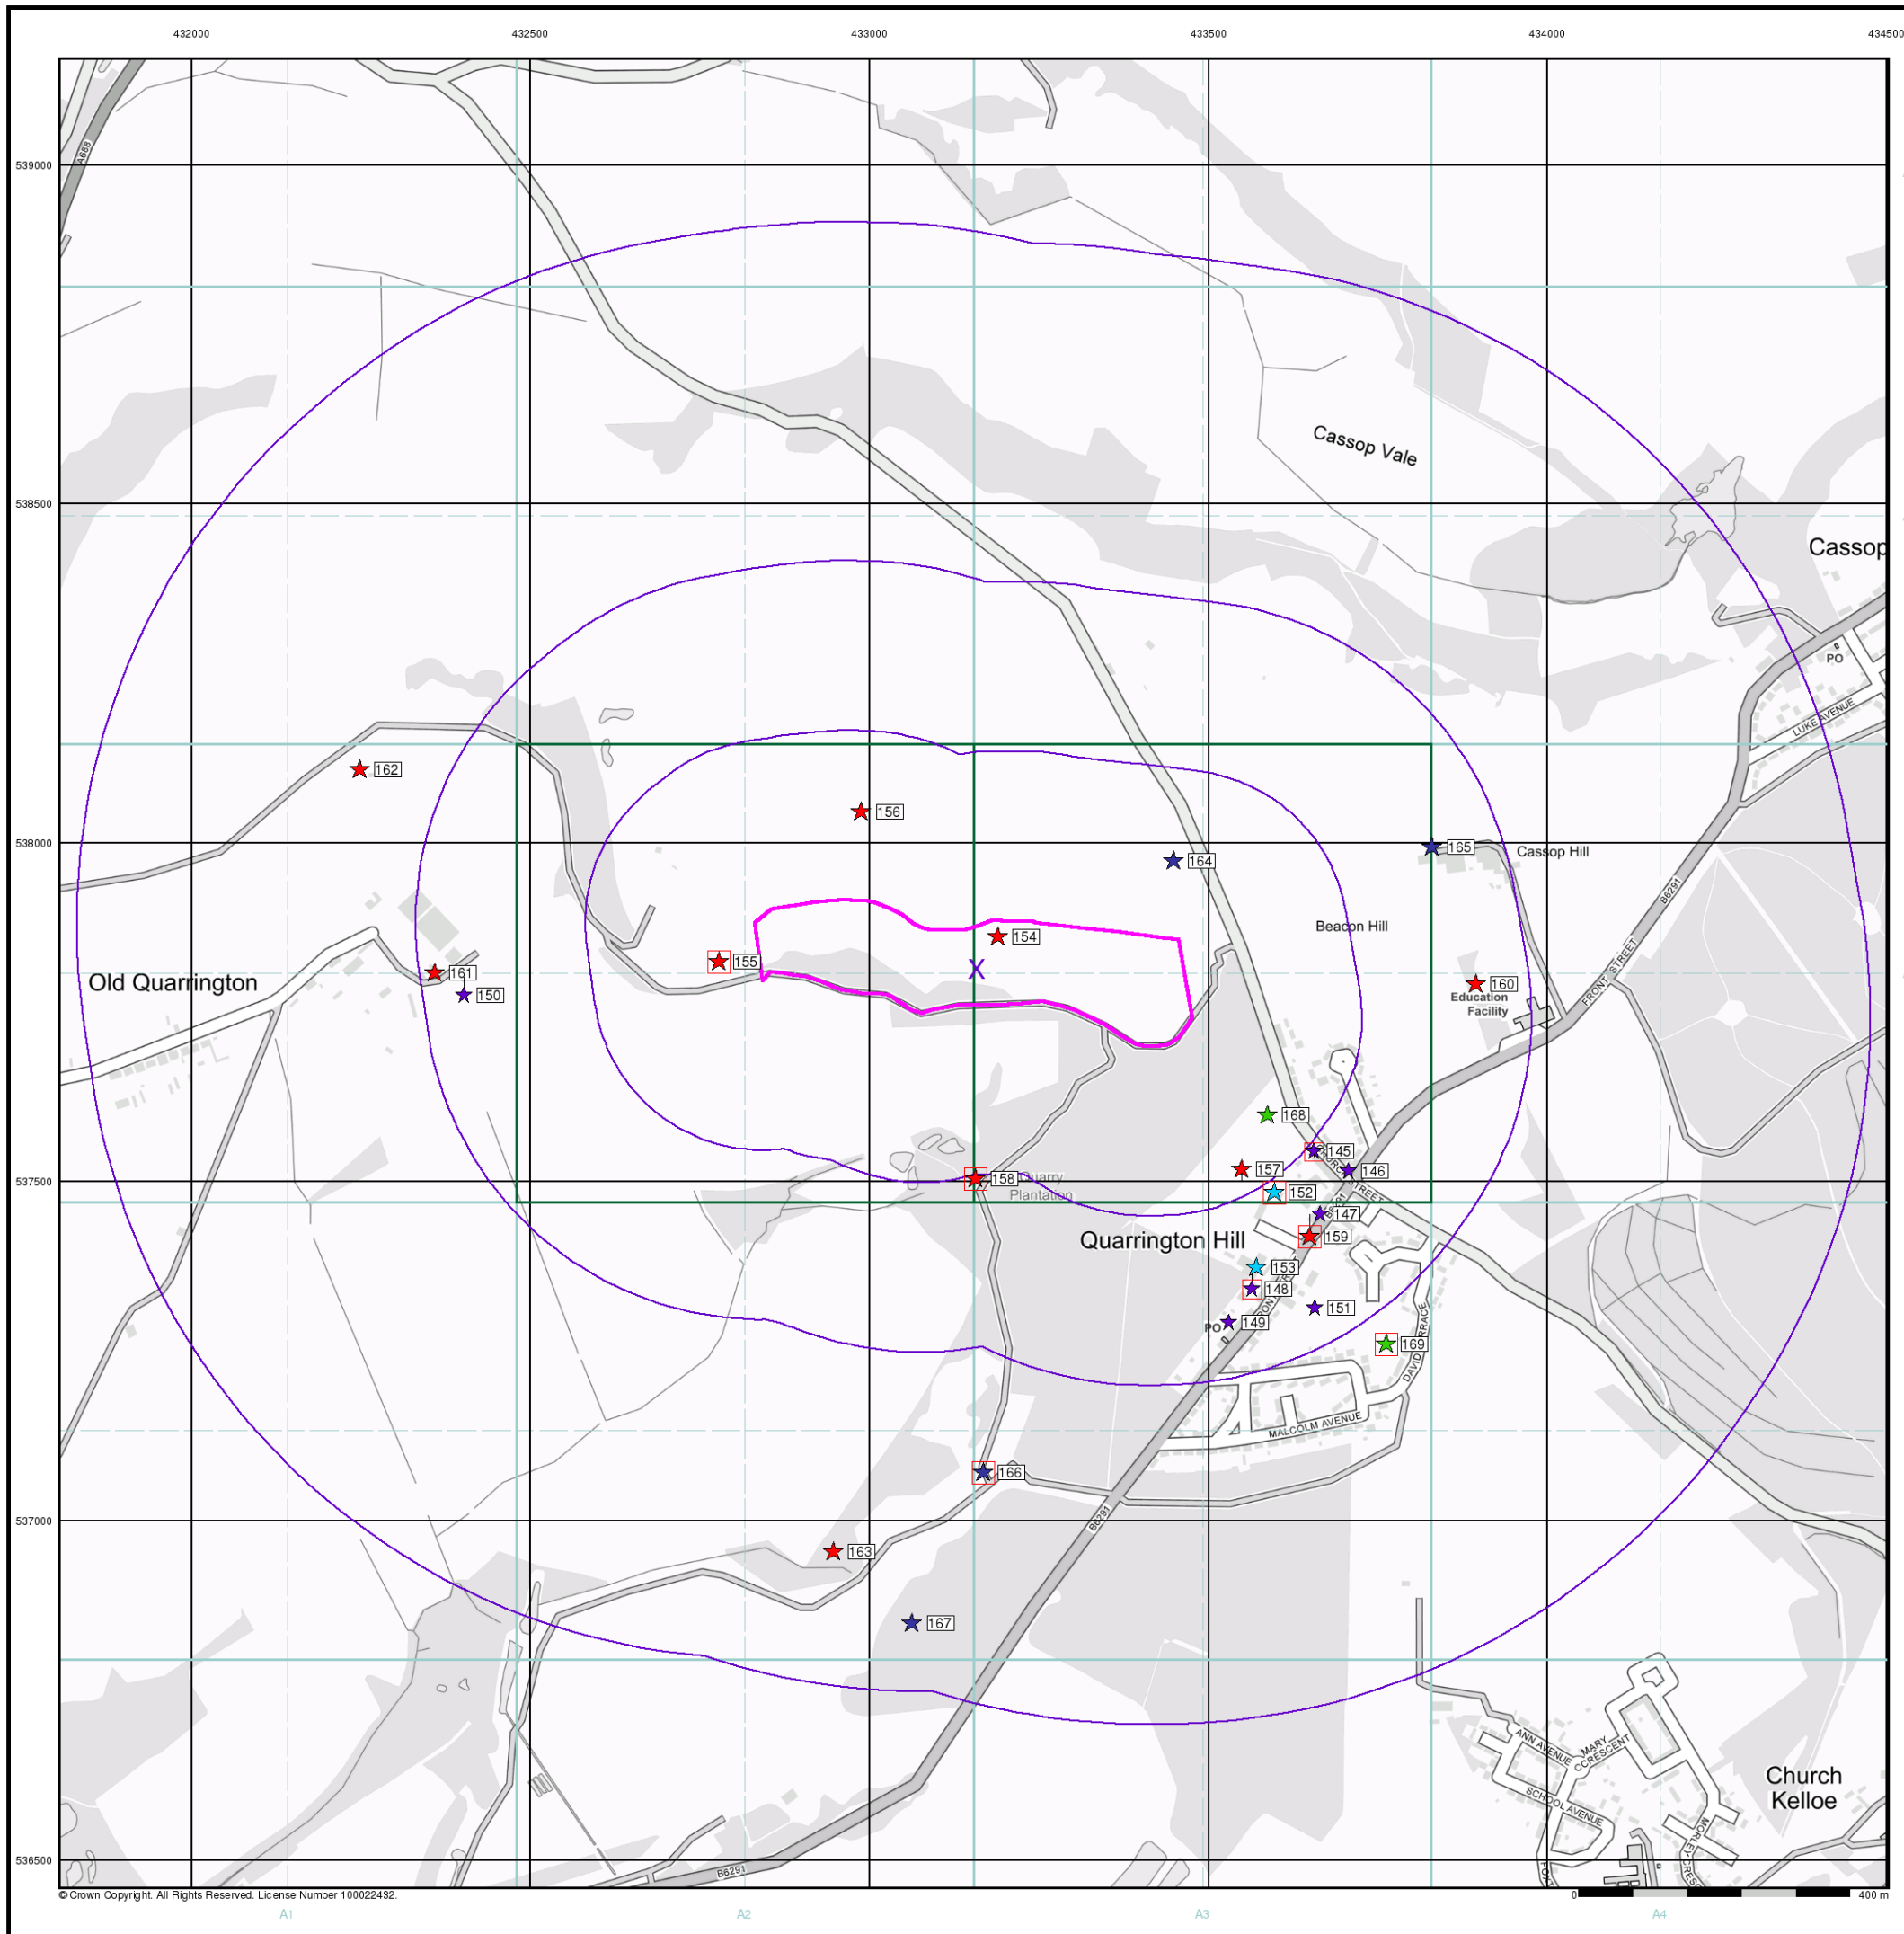 432000 432500 433000 433500 434000 434500
539000
538500
538000
537500
537000
536500
A688
Cassop Vale
Cassop
PO
LUKE AVENUE
162
156
164
165
Cassop Hill
B6291
Beacon Hill
154
155
X
FRONT STREET
161
150
Old Quarrington
160
Education
Facility
168
145
157
146
158
Quarry
Plantation
152
B6291
147
Quarrington Hill
159
153
148
151
149
PO
169
MALCOLM AVENUE
166
B6291
163
167
ANN AVENUE
MARY
CRESCENT
SCHOOL AVENUE
Church
Kelloe
B6291
© Crown Copyright. All Rights Reserved. License Number 100022432.
0 400 m
A1 A2 A3 A4